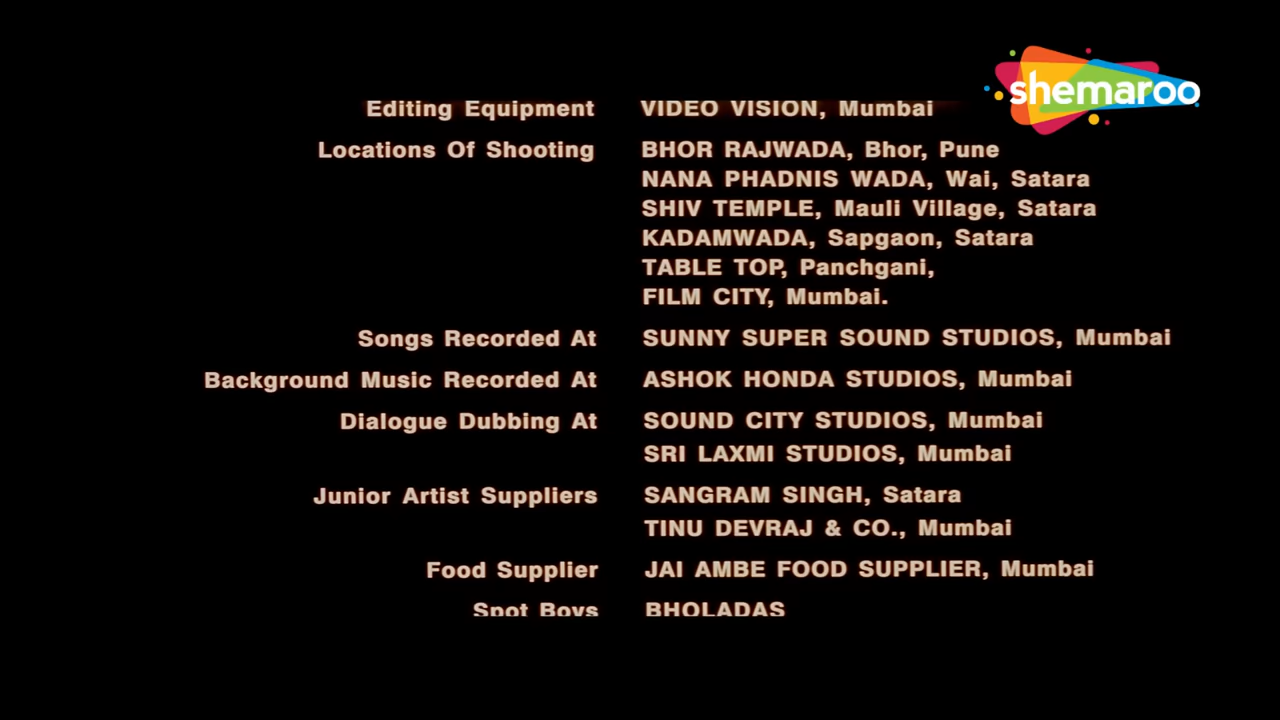 shemaroo
Editing Equipment VIDEO VISION, Mumbai
Locations Of Shooting BHOR RAJWADA, Bhor, Pune
NANA PHADNIS WADA, Wai, Satara
SHIV TEMPLE, Mauli Village, Satara
KADAMWADA, Sapgaon, Satara
TABLE TOP, Panchgani,
FILM CITY, Mumbai.
Songs Recorded At SUNNY SUPER SOUND STUDIOS, Mumbai
Background Music Recorded At ASHOK HONDA STUDIOS, Mumbai
Dialogue Dubbing At SOUND CITY STUDIOS, Mumbai
SRI LAXMI STUDIOS, Mumbai
Junior Artist Suppliers SANGRAM SINGH, Satara
TINU DEVRAJ & CO., Mumbai
Food Supplier JAI AMBE FOOD SUPPLIER, Mumbai
Spot Boys BHOLADAS